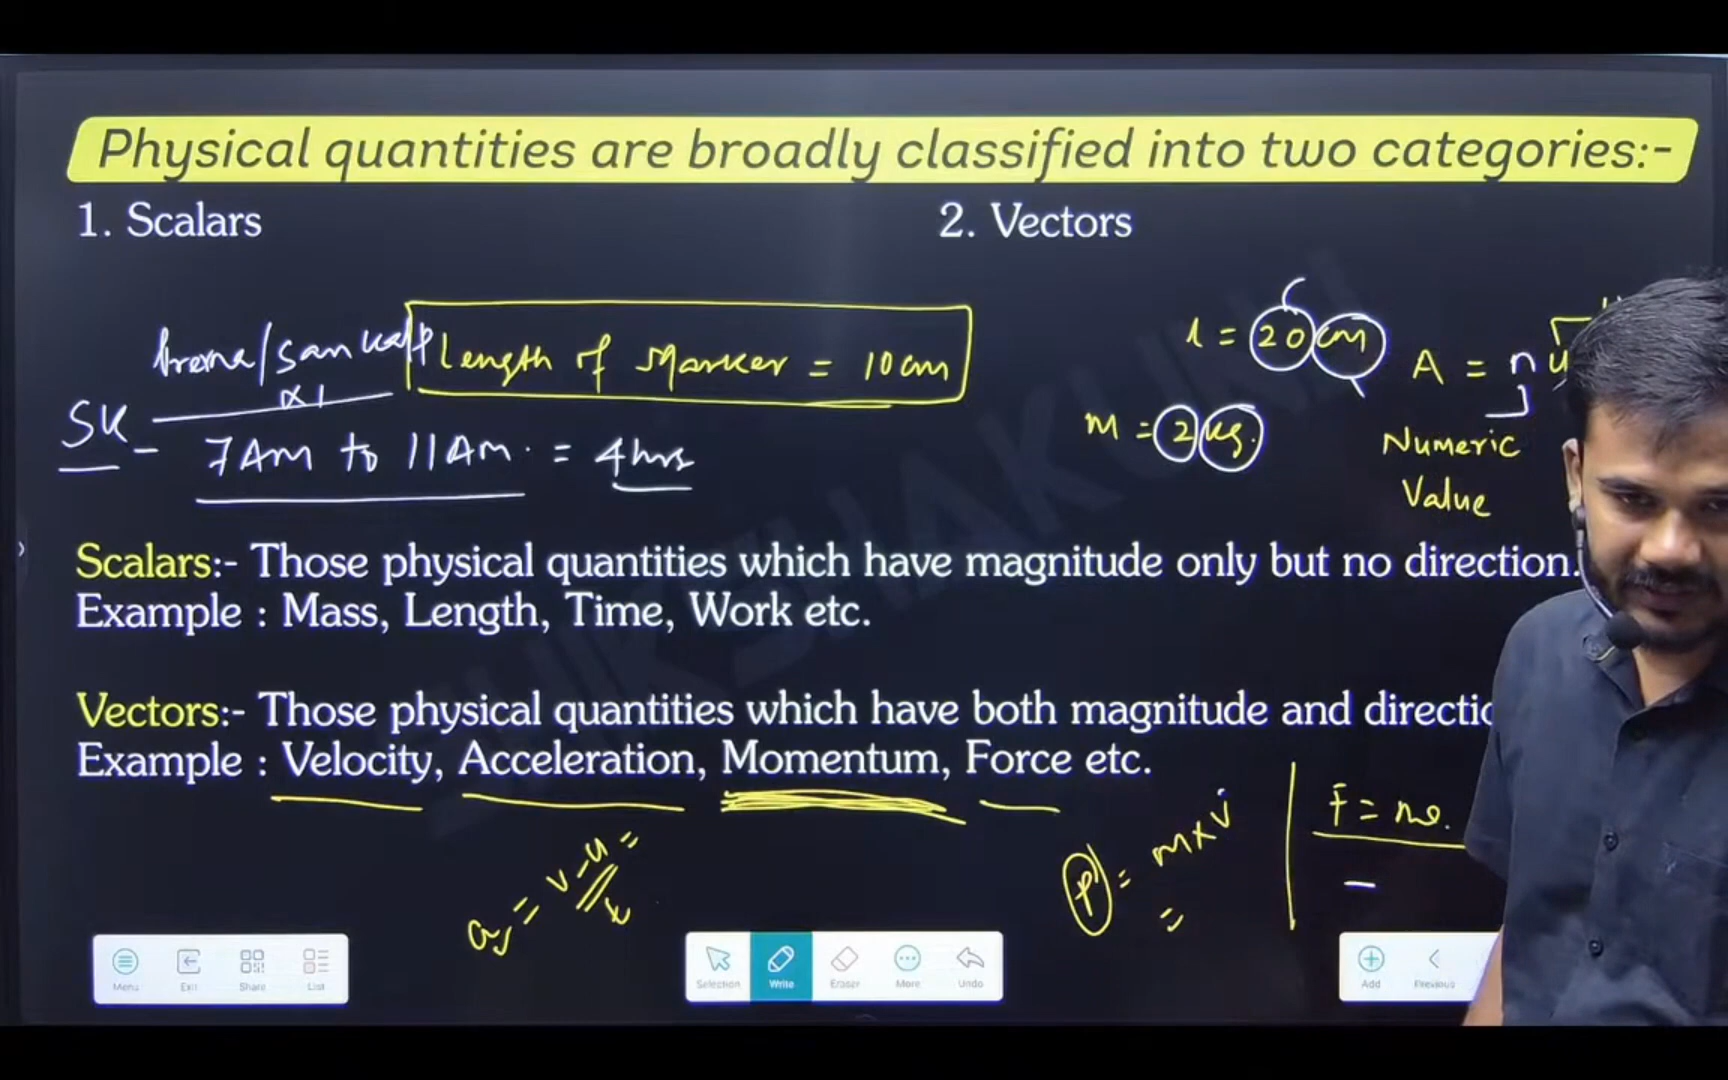 Physical quantities are broadly classified into two categories:-
1. Scalars
2. Vectors
Length of Marker = 10 cm
SK - 7AM to 11AM. = 4hrs
l = 20 cm
m = 2 kg.
A = n u
Numeric
Value
Scalars:- Those physical quantities which have magnitude only but no direction.
Example : Mass, Length, Time, Work etc.
Vectors:- Those physical quantities which have both magnitude and directio
Example : Velocity, Acceleration, Momentum, Force etc.
a = v-u =
t
P = m×v
=
SHIKSHAKUL
Menu
Exit
Share
List
Selection
Write
Eraser
More
Undo
Add
Previous